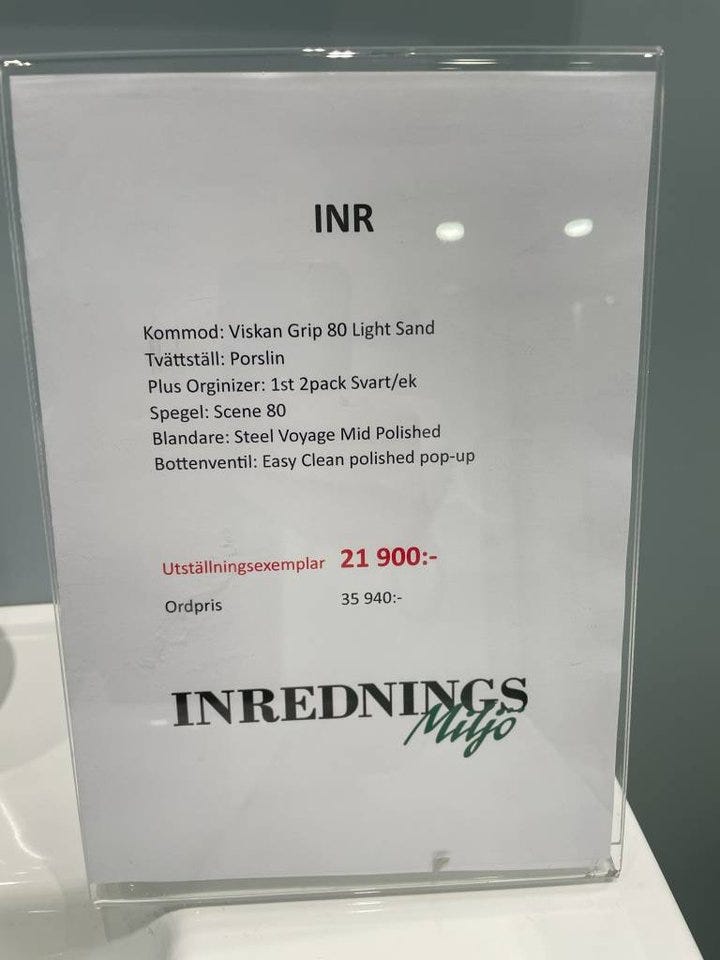 INR
Kommod: Viskan Grip 80 Light Sand
Tvättställ: Porslin
Plus Orginizer: 1st 2pack Svart/ek
Spegel: Scene 80
Blandare: Steel Voyage Mid Polished
Bottenventil: Easy Clean polished pop-up
Utställningsexemplar 21 900:-
Ordpris 35 940:-
INREDNINGS
Miljö